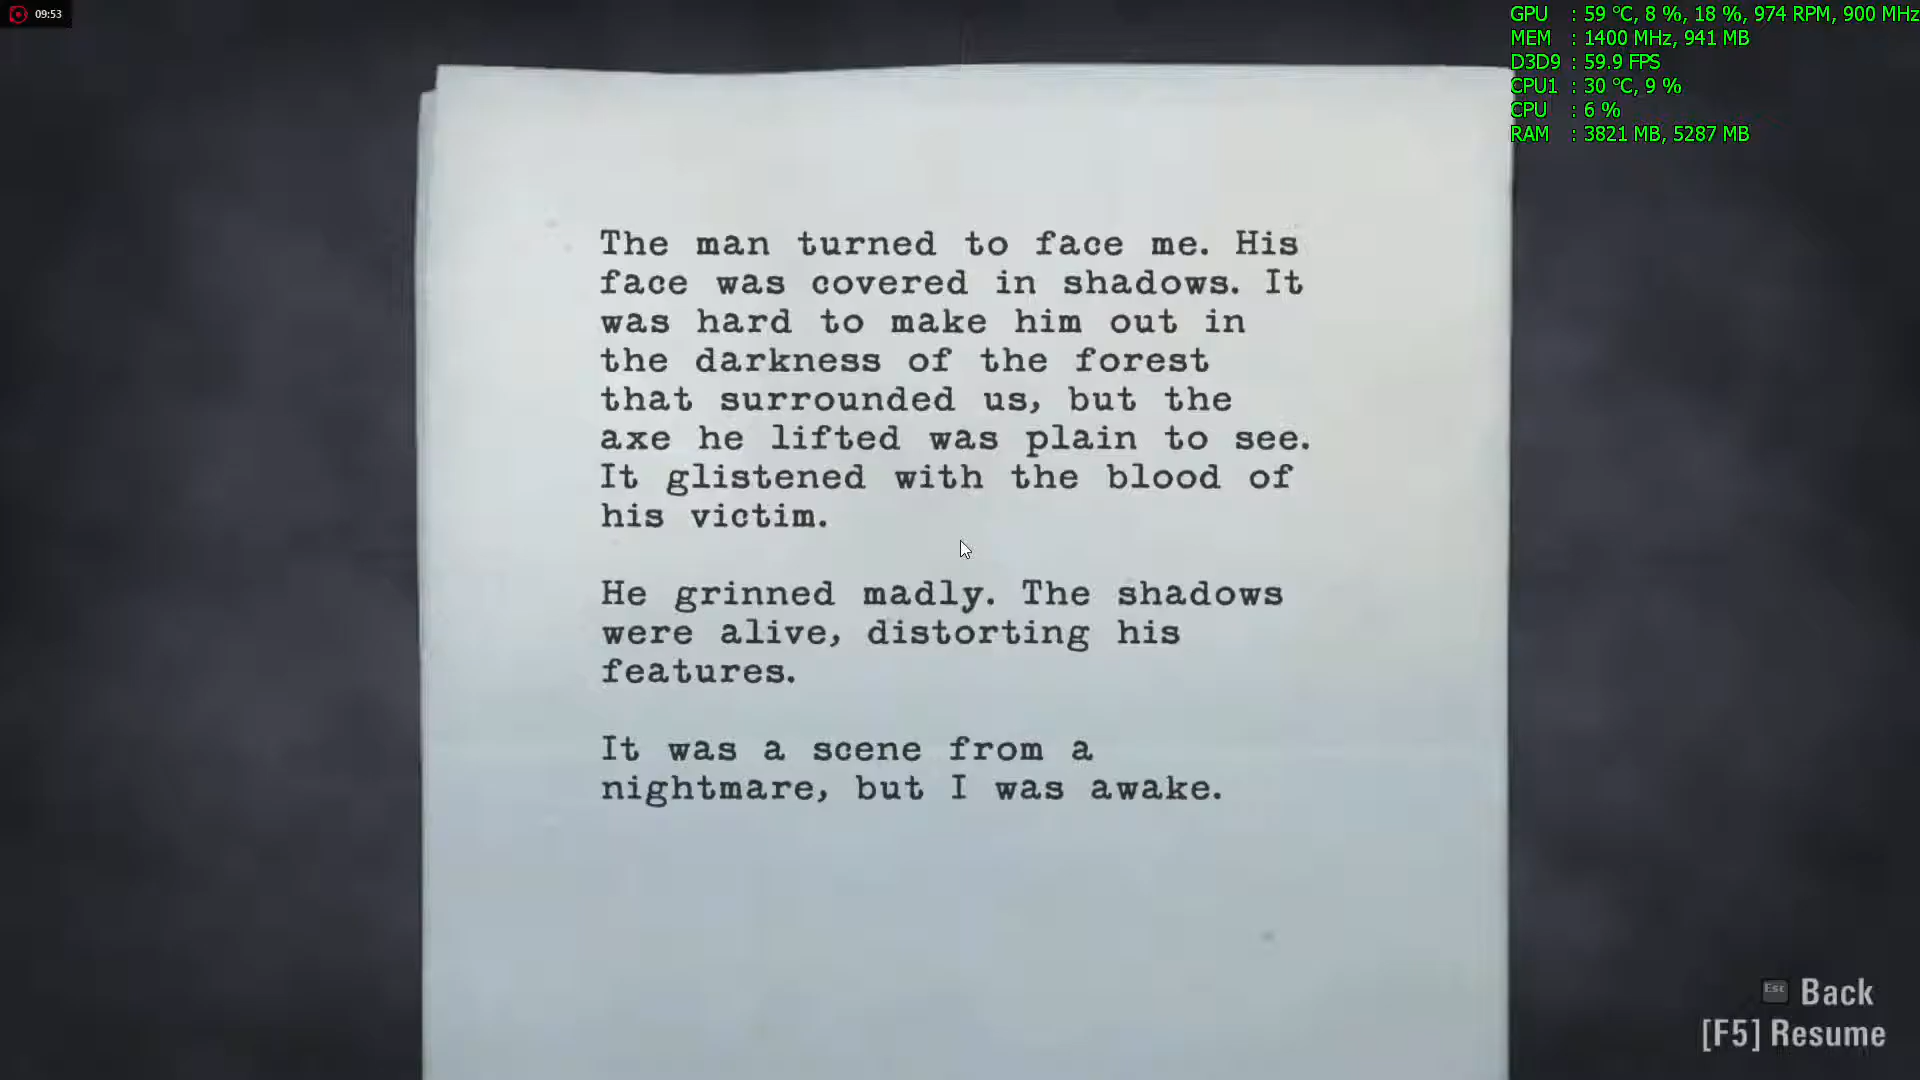 09:53
GPU : 59 °C, 8 %, 18 %, 974 RPM, 900 MHz
MEM : 1400 MHz, 941 MB
D3D9 : 59.9 FPS
CPU1 : 30 °C, 9 %
CPU : 6 %
RAM : 3821 MB, 5287 MB
The man turned to face me. His
face was covered in shadows. It
was hard to make him out in
the darkness of the forest
that surrounded us, but the
axe he lifted was plain to see.
It glistened with the blood of
his victim.
He grinned madly. The shadows
were alive, distorting his
features.
It was a scene from a
nightmare, but I was awake.
Esc Back
[F5] Resume